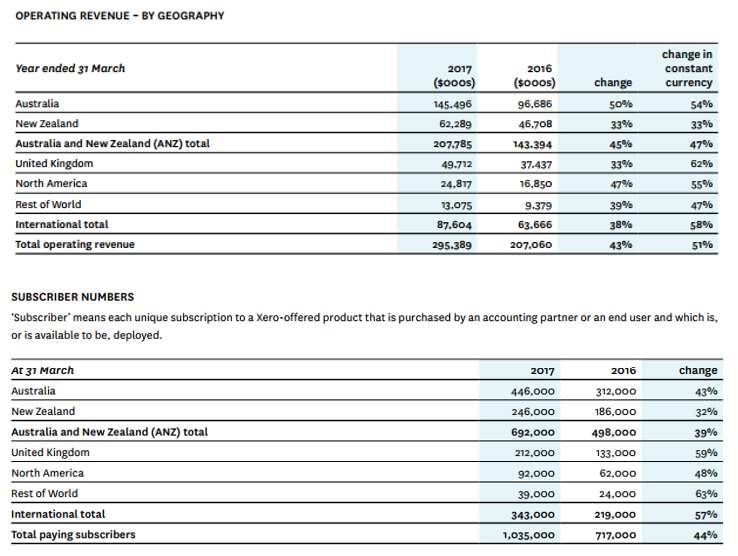 OPERATING REVENUE – BY GEOGRAPHY
change in
Year ended 31 March 2017 2016 constant
($000s) ($000s) change currency
Australia 145,496 96,686 50% 54%
New Zealand 62,289 46,708 33% 33%
Australia and New Zealand (ANZ) total 207,785 143,394 45% 47%
United Kingdom 49,712 37,437 33% 62%
North America 24,817 16,850 47% 55%
Rest of World 13,075 9,379 39% 47%
International total 87,604 63,666 38% 58%
Total operating revenue 295,389 207,060 43% 51%
SUBSCRIBER NUMBERS
'Subscriber' means each unique subscription to a Xero-offered product that is purchased by an accounting partner or an end user and which is,
or is available to be, deployed.
At 31 March 2017 2016 change
Australia 446,000 312,000 43%
New Zealand 246,000 186,000 32%
Australia and New Zealand (ANZ) total 692,000 498,000 39%
United Kingdom 212,000 133,000 59%
North America 92,000 62,000 48%
Rest of World 39,000 24,000 63%
International total 343,000 219,000 57%
Total paying subscribers 1,035,000 717,000 44%